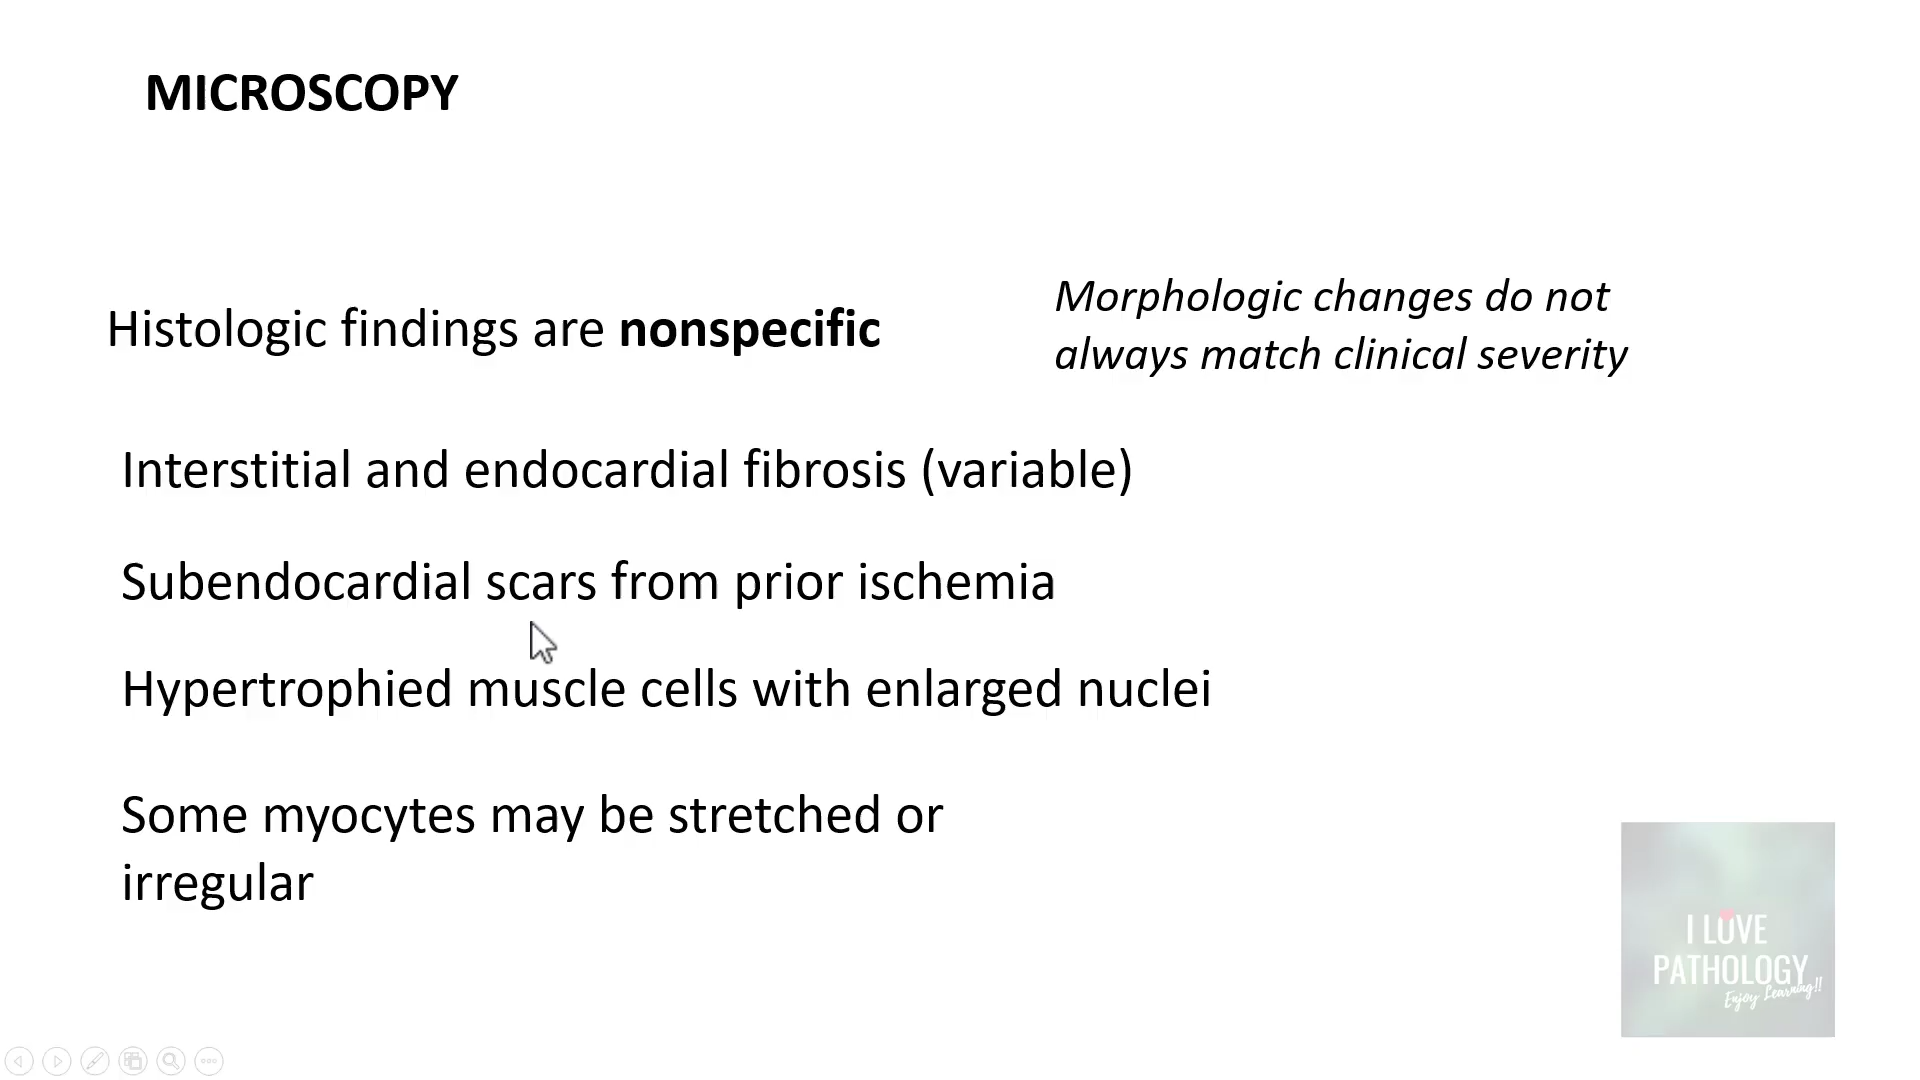 MICROSCOPY
Histologic findings are nonspecific
Morphologic changes do not
always match clinical severity
Interstitial and endocardial fibrosis (variable)
Subendocardial scars from prior ischemia
Hypertrophied muscle cells with enlarged nuclei
Some myocytes may be stretched or
irregular
I LOVE
PATHOLOGY
Enjoy Learning!!